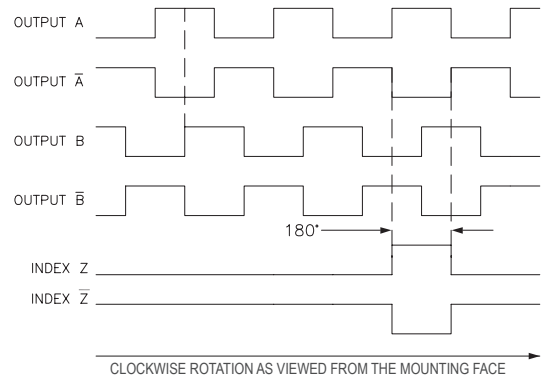 OUTPUT A
OUTPUT A̅
OUTPUT B
OUTPUT B̅
180°
INDEX Z
INDEX Z̅
CLOCKWISE ROTATION AS VIEWED FROM THE MOUNTING FACE